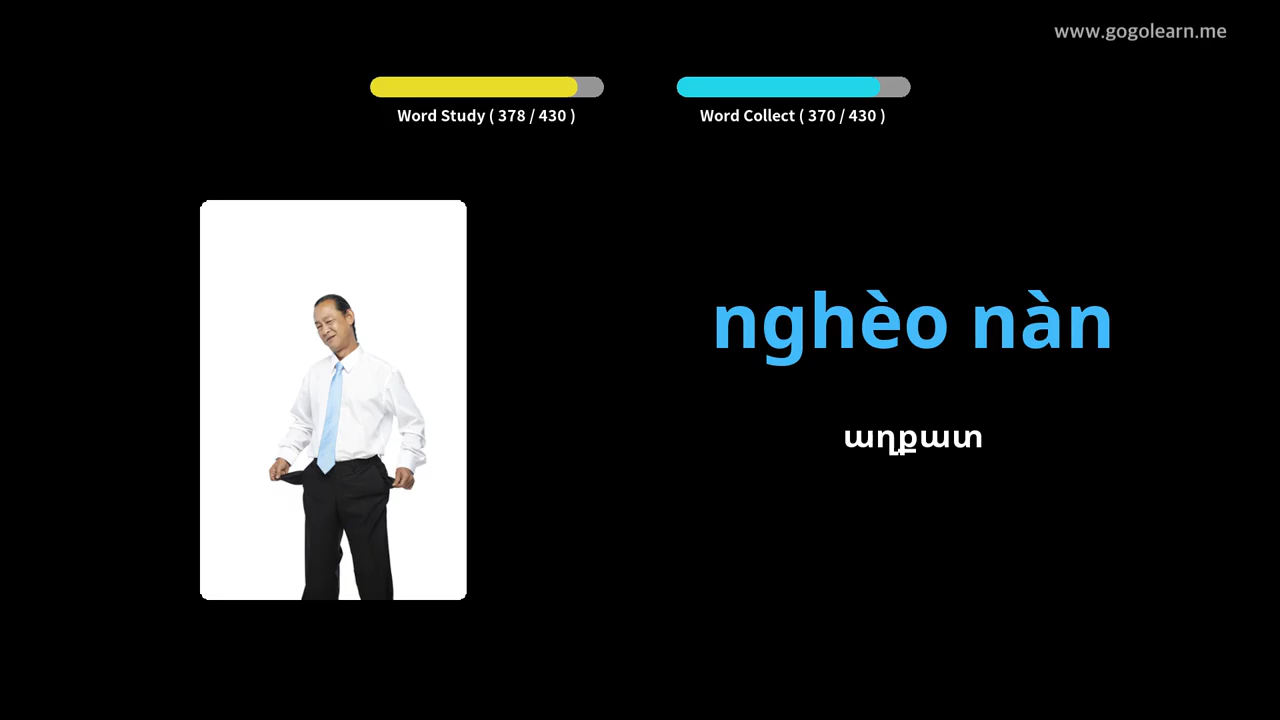 www.gogolearn.me
Word Study ( 378 / 430 )
Word Collect ( 370 / 430 )
nghèo nàn
աղքատ